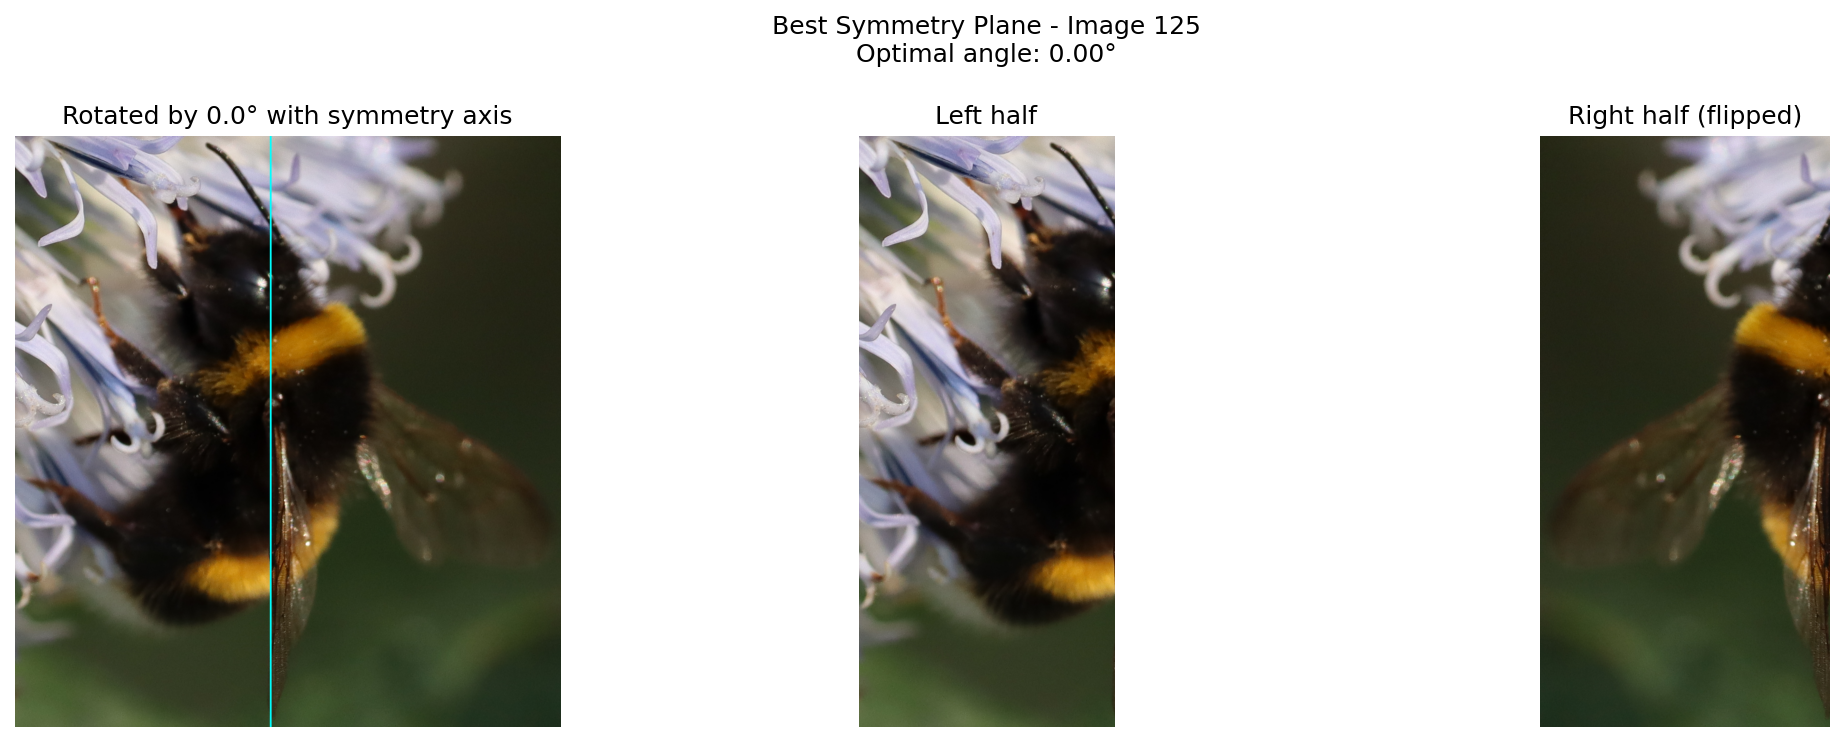 Best Symmetry Plane - Image 125
Optimal angle: 0.00°
Rotated by 0.0° with symmetry axis
Left half
Right half (flipped)